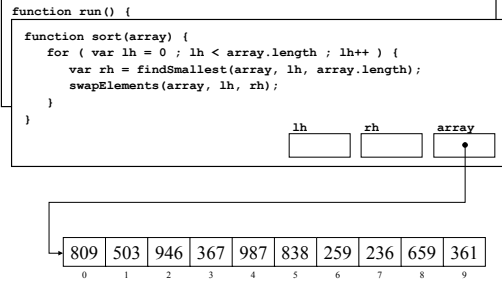 function run() {
function sort(array) {
for ( var lh = 0 ; lh < array.length ; lh++ ) {
var rh = findSmallest(array, lh, array.length);
swapElements(array, lh, rh);
}
}
lh rh array
809 503 946 367 987 838 259 236 659 361
0 1 2 3 4 5 6 7 8 9